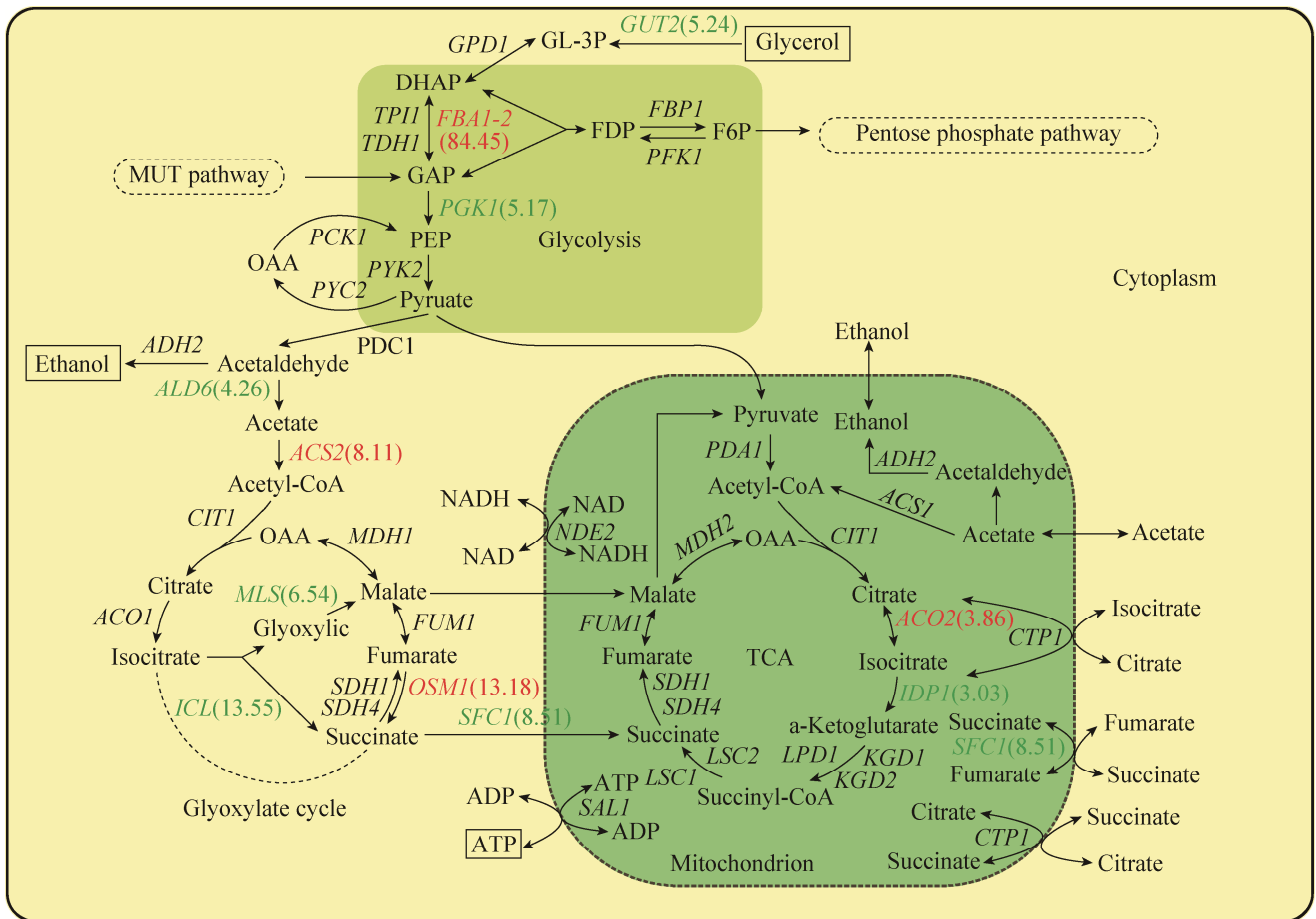 GUT2(5.24)
GPD1
GL-3P
Glycerol
DHAP
TPI1
FBA1-2
TDH1
(84.45)
FDP
FBP1
PFK1
F6P
Pentose phosphate pathway
MUT pathway
GAP
PGK1(5.17)
PCK1
PEP
Glycolysis
OAA
PYK2
PYC2
Pyruate
Cytoplasm
PDC1
Ethanol
ADH2
Acetaldehyde
ALD6(4.26)
Acetate
ACS2(8.11)
Acetyl-CoA
CIT1
OAA
MDH1
Citrate
MLS(6.54)
Malate
ACO1
Glyoxylic
FUM1
Isocitrate
Fumarate
SDH1
OSM1(13.18)
ICL(13.55)
SDH4
SFC1(8.51)
Succinate
Glyoxylate cycle
Ethanol
Pyruvate
Ethanol
PDA1
ADH2
Acetaldehyde
NADH
NAD
Acetyl-CoA
ACS1
NDE2
NAD
NADH
MDH2
OAA
CIT1
Acetate
Acetate
Malate
Citrate
Isocitrate
FUM11
ACO2(3.86)
CTP1
Fumarate
TCA
Isocitrate
Citrate
SDH1
IDP1(3.03)
SDH4
Succinate
a-Ketoglutarate
Succinate
Fumarate
LSC2
LPD1
KGD1
SFC1(8.51)
ATP
LSC1
KGD2
Fumarate
Succinate
ADP
SAL1
Succinyl-CoA
Citrate
Succinate
ATP
ADP
CTP1
Mitochondrion
Succinate
Citrate